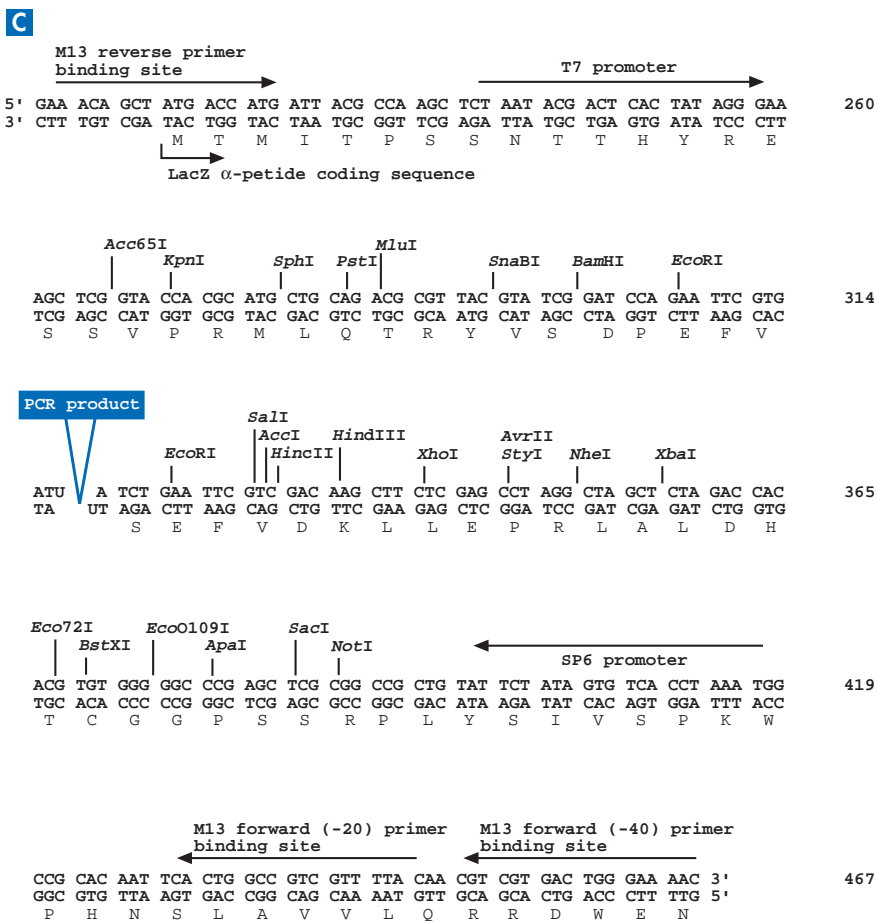 C
M13 reverse primer
binding site
T7 promoter
5' GAA ACA GCT ATG ACC ATG ATT ACG CCA AGC TCT AAT ACG ACT CAC TAT AGG GAA 260
3' CTT TGT CGA TAC TGG TAC TAA TGC GGT TCG AGA TTA TGC TGA GTG ATA TCC CTT
M T M I T P S S N T T H Y R E
LacZ α-petide coding sequence
Acc65I MluI
KpnI SphI PstI SnaBI BamHI EcoRI
AGC TCG GTA CCA CGC ATG CTG CAG ACG CGT TAC GTA TCG GAT CCA GAA TTC GTG 314
TCG AGC CAT GGT GCG TAC GAC GTC TGC GCA ATG CAT AGC CTA GGT CTT AAG CAC
S S V P R M L Q T R Y V S D P E F V
PCR product
SalI
AccI HindIII AvrII
EcoRI HincII XhoI StyI NheI XbaI
ATU A TCT GAA TTC GTC GAC AAG CTT CTC GAG CCT AGG CTA GCT CTA GAC CAC 365
TA UT AGA CTT AAG CAG CTG TTC GAA GAG CTC GGA TCC GAT CGA GAT CTG GTG
S E F V D K L L E P R L A L D H
Eco72I EcoO109I SacI
BstXI ApaI NotI
SP6 promoter
ACG TGT GGG GGC CCG AGC TCG CGG CCG CTG TAT TCT ATA GTG TCA CCT AAA TGG 419
TGC ACA CCC CCG GGC TCG AGC GCC GGC GAC ATA AGA TAT CAC AGT GGA TTT ACC
T C G G P S S R P L Y S I V S P K W
M13 forward (-20) primer
binding site
M13 forward (-40) primer
binding site
CCG CAC AAT TCA CTG GCC GTC GTT TTA CAA CGT CGT GAC TGG GAA AAC 3' 467
GGC GTG TTA AGT GAC CGG CAG CAA AAT GTT GCA GCA CTG ACC CTT TTG 5'
P H N S L A V V L Q R R D W E N